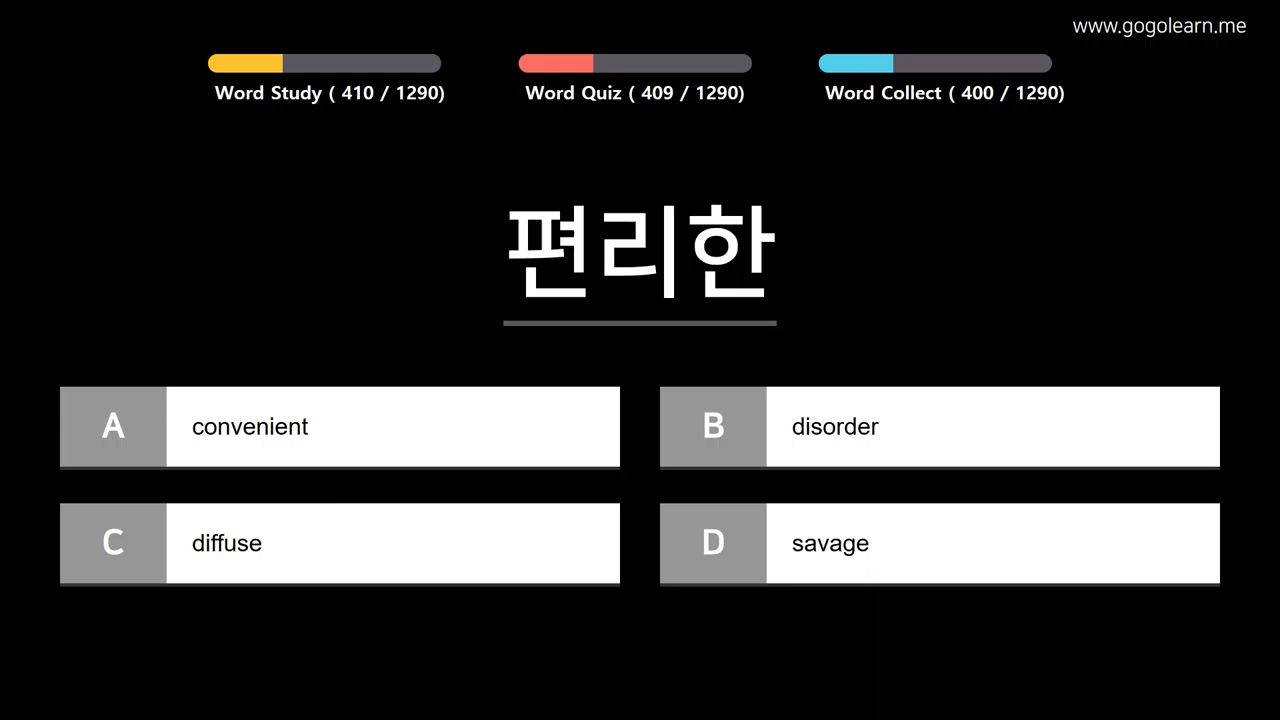 www.gogolearn.me
Word Study ( 410 / 1290)
Word Quiz ( 409 / 1290)
Word Collect ( 400 / 1290)
편리한
A convenient
B disorder
C diffuse
D savage